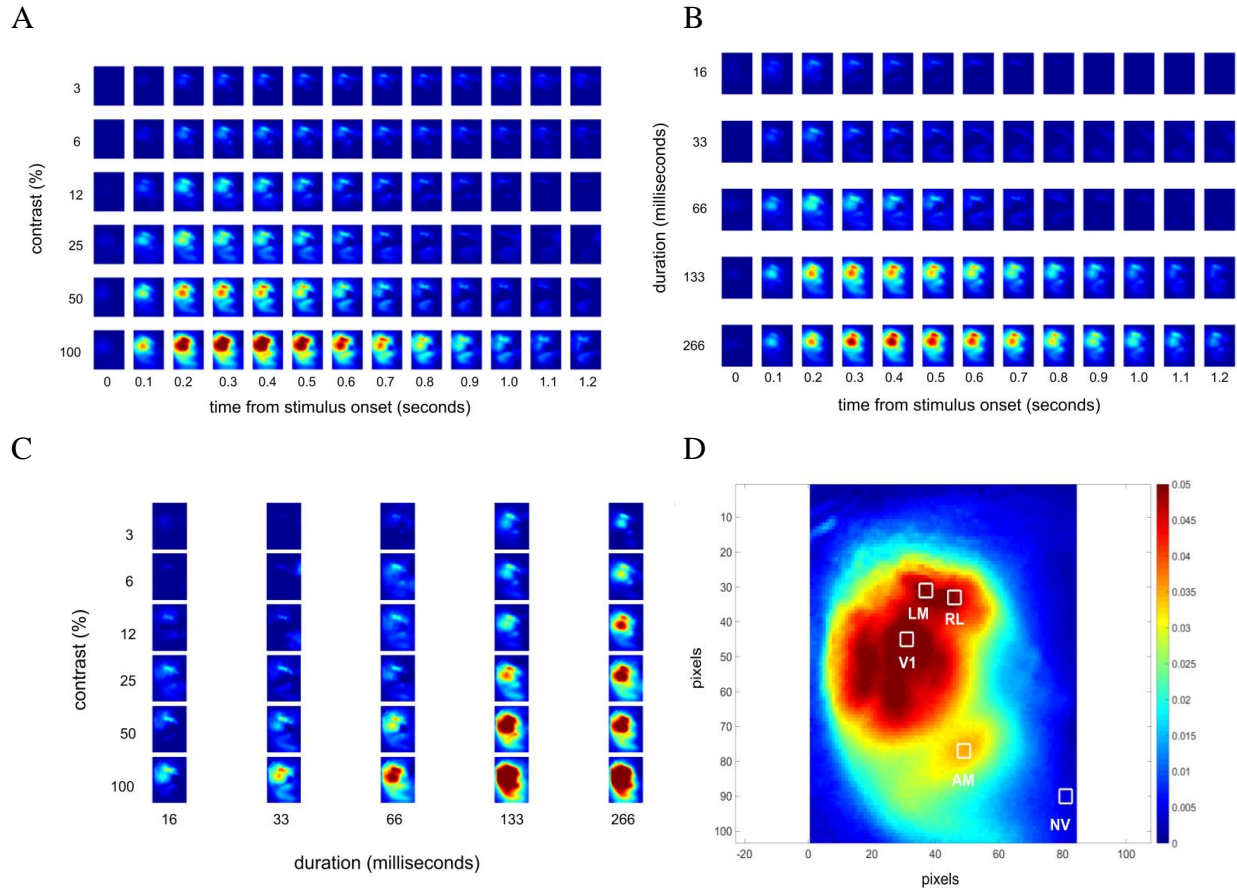 A
contrast (%)
3
6
12
25
50
100
0 0.1 0.2 0.3 0.4 0.5 0.6 0.7 0.8 0.9 1.0 1.1 1.2
time from stimulus onset (seconds)
B
duration (milliseconds)
16
33
66
133
266
0 0.1 0.2 0.3 0.4 0.5 0.6 0.7 0.8 0.9 1.0 1.1 1.2
time from stimulus onset (seconds)
C
contrast (%)
3
6
12
25
50
100
16 33 66 133 266
duration (milliseconds)
D
pixels
10
20
30
40
50
60
70
80
90
100
LM RL
V1
AM
NV
-20 0 20 40 60 80 100
pixels
0.05
0.045
0.04
0.035
0.03
0.025
0.02
0.015
0.01
0.005
0